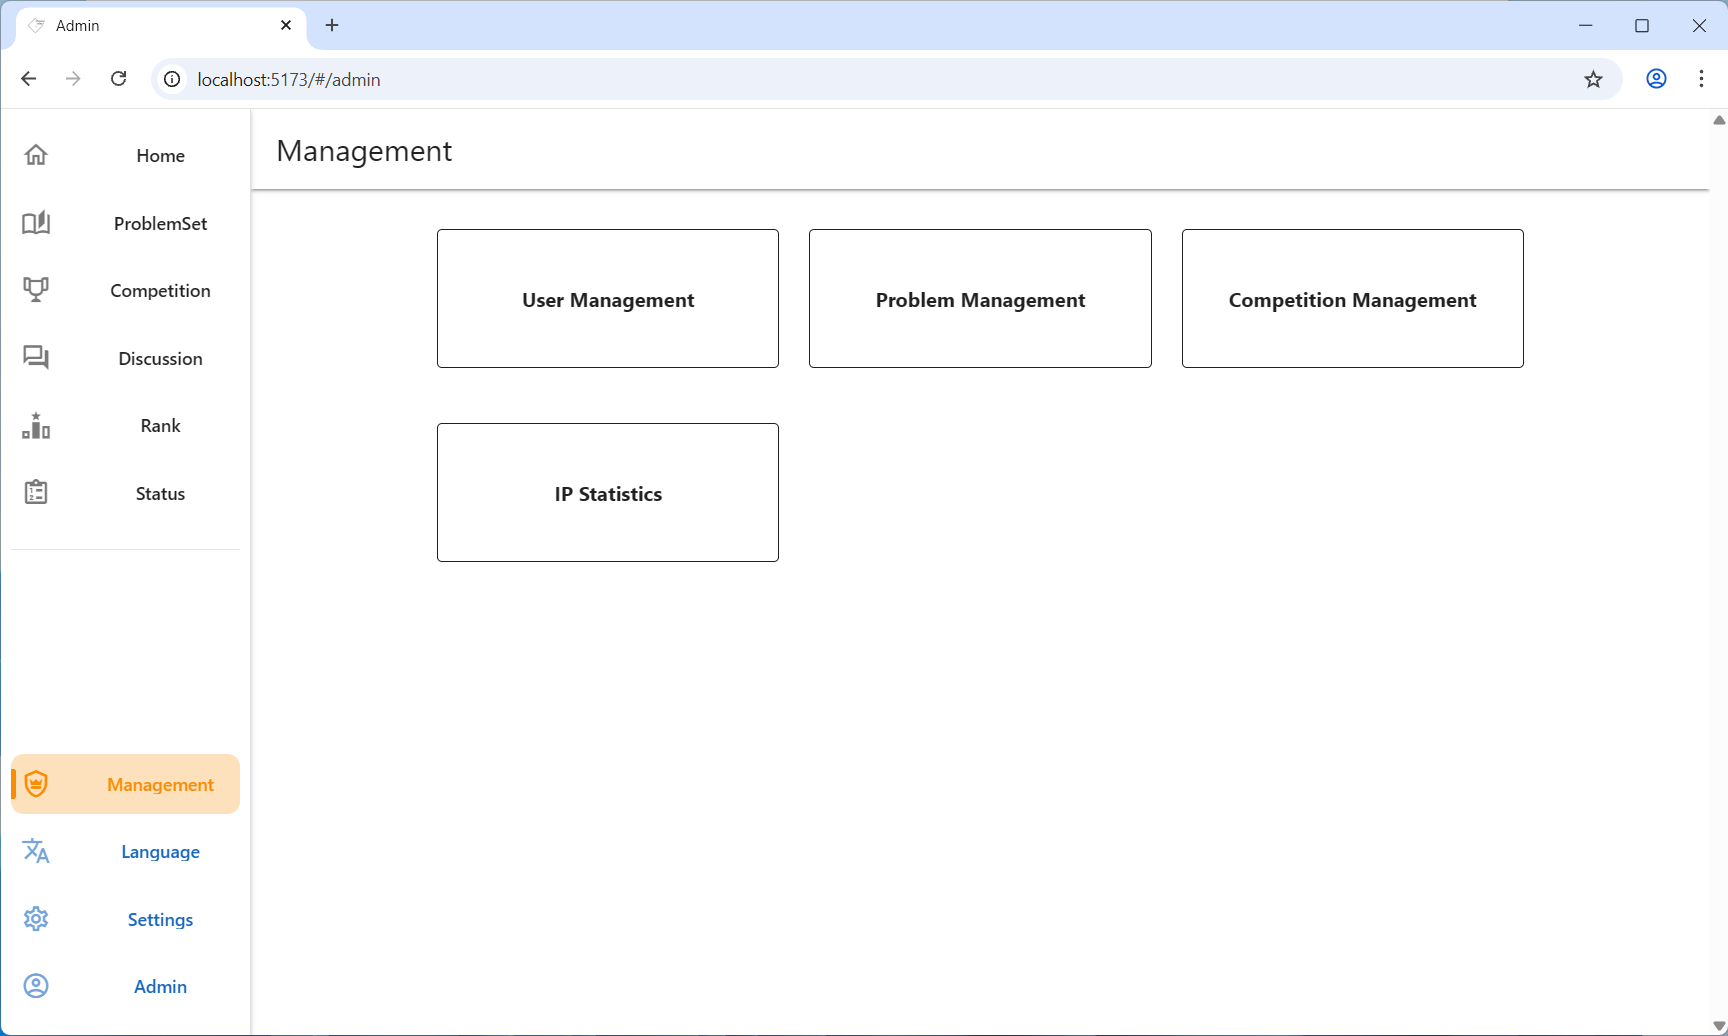 Admin
localhost:5173/#/admin
Home
ProblemSet
Competition
Discussion
Rank
Status
Management
Language
Settings
Admin
Management
User Management
Problem Management
Competition Management
IP Statistics